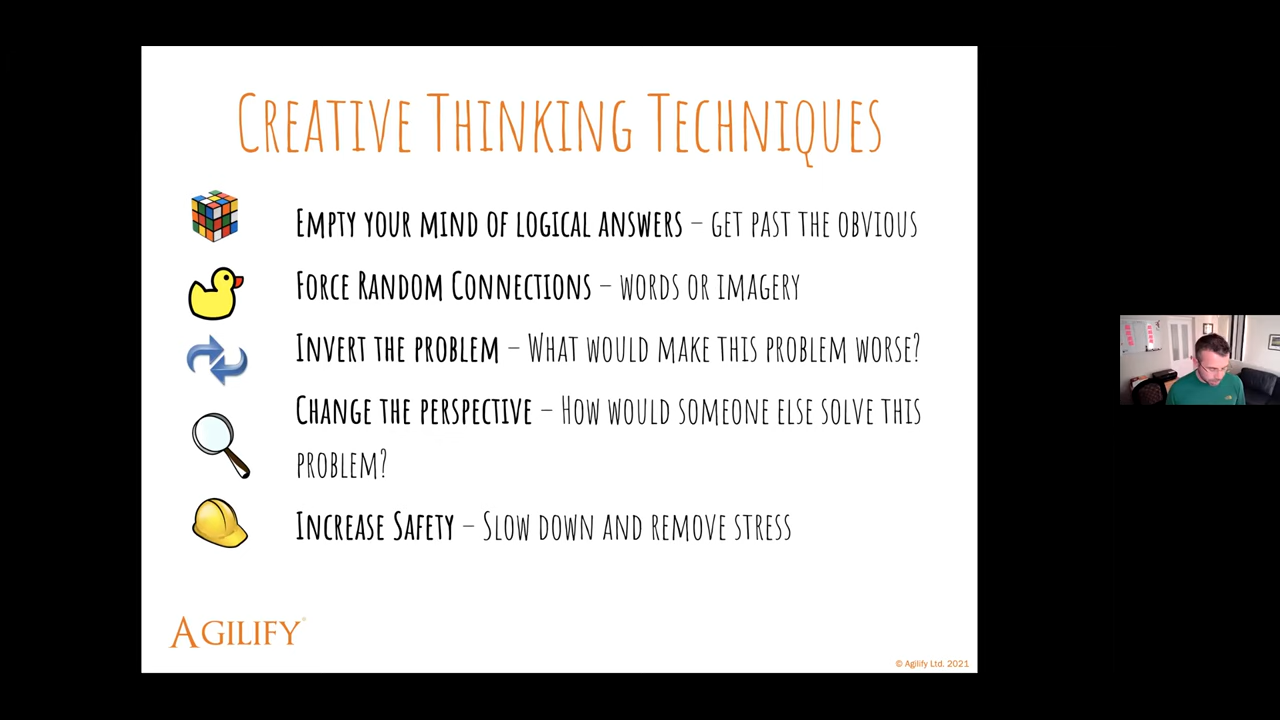 Creative Thinking Techniques
Empty your mind of logical answers – get past the obvious
Force Random Connections – words or imagery
Invert the problem – What would make this problem worse?
Change the perspective – How would someone else solve this
problem?
Increase Safety – Slow down and remove stress
AGILIFY®
© Agilify Ltd. 2021